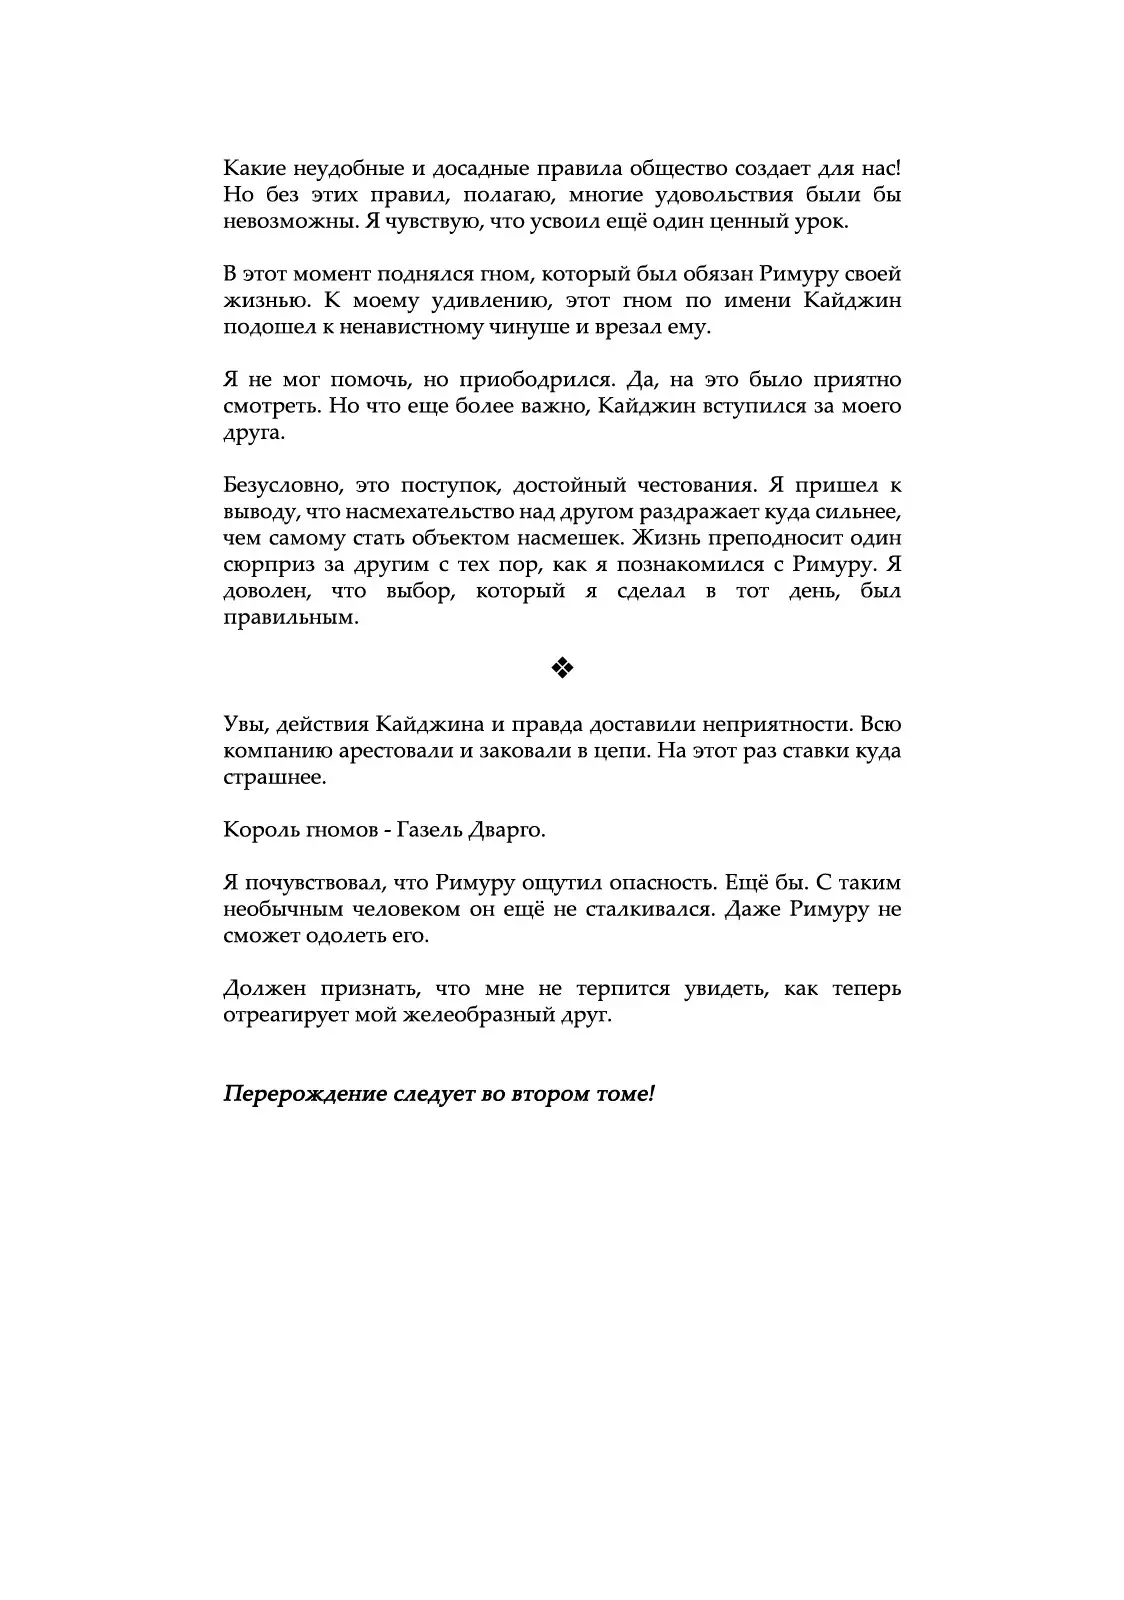 Какие неудобные и досадные правила общество создает для нас!
Но без этих правил, полагаю, многие удовольствия были бы
невозможны. Я чувствую, что усвоил ещё один ценный урок.
В этот момент поднялся гном, который был обязан Римуру своей
жизнью. К моему удивлению, этот гном по имени Кайджин
подошел к ненавистному чинуше и врезал ему.
Я не мог помочь, но приободрился. Да, на это было приятно
смотреть. Но что еще более важно, Кайджин вступился за моего
друга.
Безусловно, это поступок, достойный честования. Я пришел к
выводу, что насмехательство над другом раздражает куда сильнее,
чем самому стать объектом насмешек. Жизнь преподносит один
сюрприз за другим с тех пор, как я познакомился с Римуру. Я
доволен, что выбор, который я сделал в тот день, был
правильным.
❖
Увы, действия Кайджина и правда доставили неприятности. Всю
компанию арестовали и заковали в цепи. На этот раз ставки куда
страшнее.
Король гномов - Газель Дварго.
Я почувствовал, что Римуру ощутил опасность. Ещё бы. С таким
необычным человеком он ещё не сталкивался. Даже Римуру не
сможет одолеть его.
Должен признать, что мне не терпится увидеть, как теперь
отреагирует мой желеобразный друг.
Перерождение следует во втором томе!